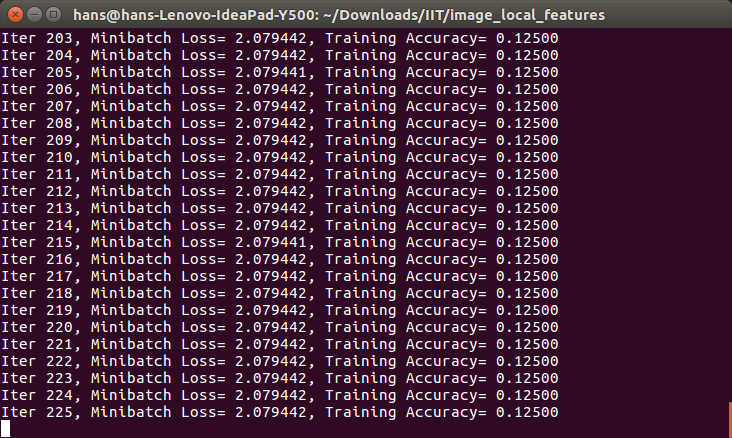 hans@hans-Lenovo-IdeaPad-Y500: ~/Downloads/IIT/image_local_features
Iter 203, Minibatch Loss= 2.079442, Training Accuracy= 0.12500
Iter 204, Minibatch Loss= 2.079442, Training Accuracy= 0.12500
Iter 205, Minibatch Loss= 2.079441, Training Accuracy= 0.12500
Iter 206, Minibatch Loss= 2.079442, Training Accuracy= 0.12500
Iter 207, Minibatch Loss= 2.079442, Training Accuracy= 0.12500
Iter 208, Minibatch Loss= 2.079442, Training Accuracy= 0.12500
Iter 209, Minibatch Loss= 2.079442, Training Accuracy= 0.12500
Iter 210, Minibatch Loss= 2.079442, Training Accuracy= 0.12500
Iter 211, Minibatch Loss= 2.079442, Training Accuracy= 0.12500
Iter 212, Minibatch Loss= 2.079442, Training Accuracy= 0.12500
Iter 213, Minibatch Loss= 2.079442, Training Accuracy= 0.12500
Iter 214, Minibatch Loss= 2.079442, Training Accuracy= 0.12500
Iter 215, Minibatch Loss= 2.079441, Training Accuracy= 0.12500
Iter 216, Minibatch Loss= 2.079442, Training Accuracy= 0.12500
Iter 217, Minibatch Loss= 2.079442, Training Accuracy= 0.12500
Iter 218, Minibatch Loss= 2.079442, Training Accuracy= 0.12500
Iter 219, Minibatch Loss= 2.079442, Training Accuracy= 0.12500
Iter 220, Minibatch Loss= 2.079442, Training Accuracy= 0.12500
Iter 221, Minibatch Loss= 2.079442, Training Accuracy= 0.12500
Iter 222, Minibatch Loss= 2.079442, Training Accuracy= 0.12500
Iter 223, Minibatch Loss= 2.079442, Training Accuracy= 0.12500
Iter 224, Minibatch Loss= 2.079442, Training Accuracy= 0.12500
Iter 225, Minibatch Loss= 2.079442, Training Accuracy= 0.12500